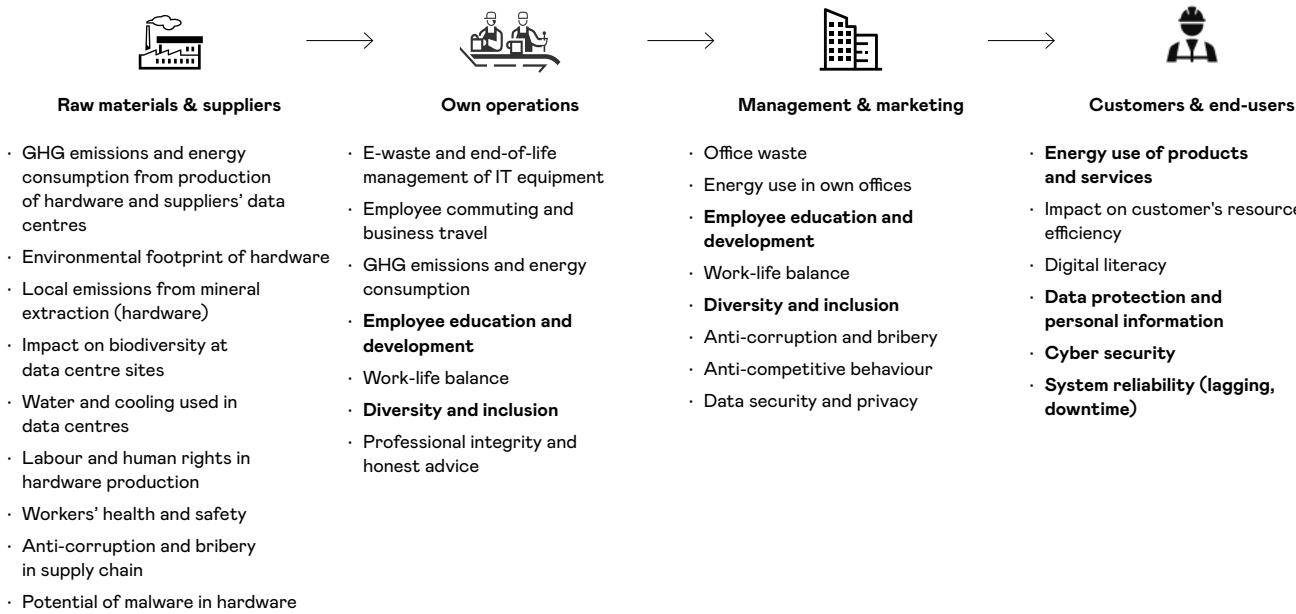 Raw materials & suppliers
· GHG emissions and energy
consumption from production
of hardware and suppliers' data
centres
· Environmental footprint of hardware
· Local emissions from mineral
extraction (hardware)
· Impact on biodiversity at
data centre sites
· Water and cooling used in
data centres
· Labour and human rights in
hardware production
· Workers' health and safety
· Anti-corruption and bribery
in supply chain
· Potential of malware in hardware
Own operations
· E-waste and end-of-life
management of IT equipment
· Employee commuting and
business travel
· GHG emissions and energy
consumption
· Employee education and
development
· Work-life balance
· Diversity and inclusion
· Professional integrity and
honest advice
Management & marketing
· Office waste
· Energy use in own offices
· Employee education and
development
· Work-life balance
· Diversity and inclusion
· Anti-corruption and bribery
· Anti-competitive behaviour
· Data security and privacy
Customers & end-users
· Energy use of products
and services
· Impact on customer's resource
efficiency
· Digital literacy
· Data protection and
personal information
· Cyber security
· System reliability (lagging,
downtime)